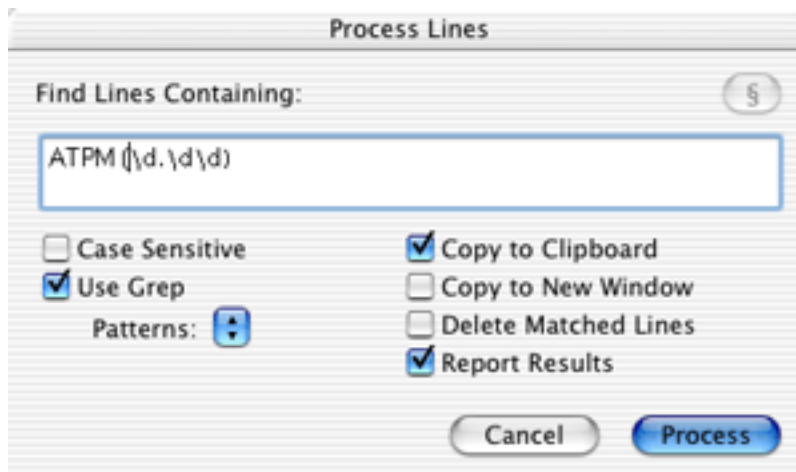 Process Lines
Find Lines Containing:
§
ATPM (\d.\d\d)
Case Sensitive
Copy to Clipboard
Use Grep
Copy to New Window
Patterns:
Delete Matched Lines
Report Results
Cancel
Process